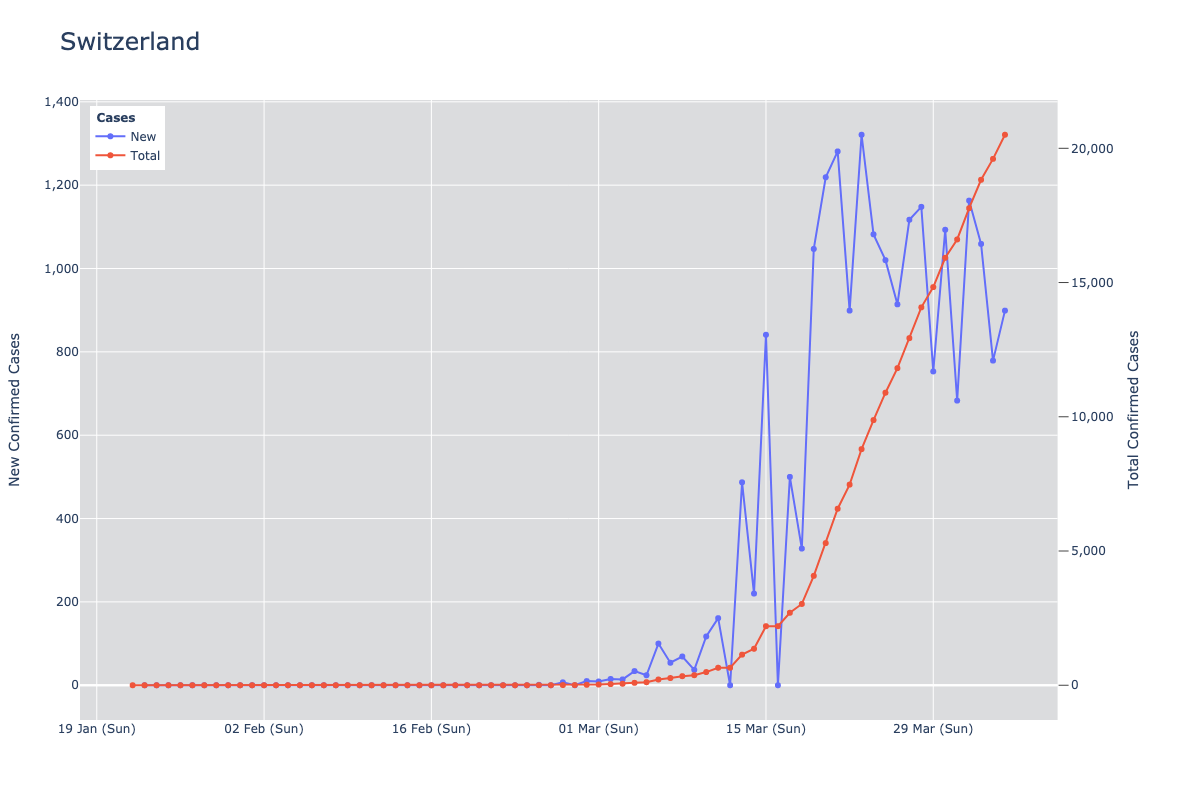 Switzerland
Cases
New
Total
1,400
1,200
1,000
800
600
400
200
0
New Confirmed Cases
20,000
15,000
10,000
5,000
0
Total Confirmed Cases
19 Jan (Sun)
02 Feb (Sun)
16 Feb (Sun)
01 Mar (Sun)
15 Mar (Sun)
29 Mar (Sun)